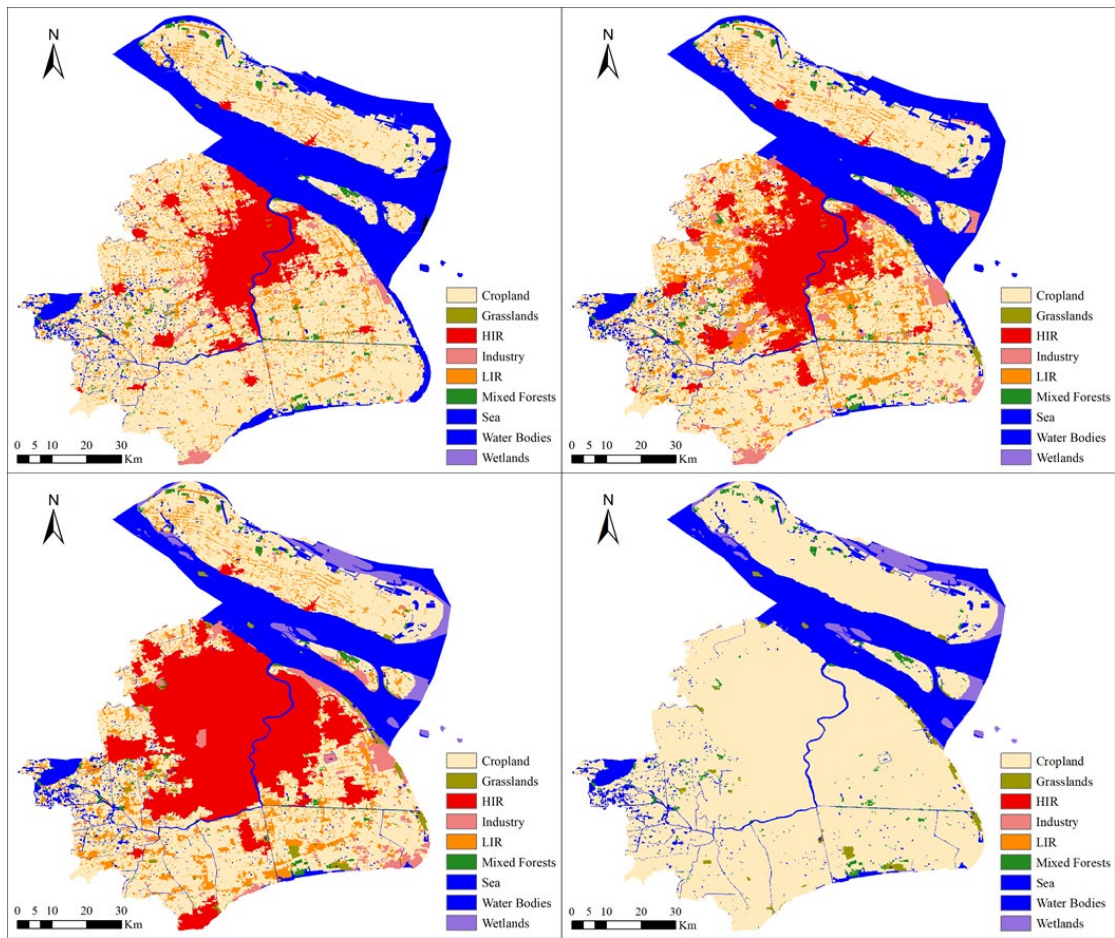 N
Cropland
Grasslands
HIR
Industry
LIR
Mixed Forests
Sea
Water Bodies
Wetlands
0 5 10 20 30
Km
N
Cropland
Grasslands
HIR
Industry
LIR
Mixed Forests
Sea
Water Bodies
Wetlands
0 5 10 20 30
Km
N
Cropland
Grasslands
HIR
Industry
LIR
Mixed Forests
Sea
Water Bodies
Wetlands
0 5 10 20 30
Km
N
Cropland
Grasslands
HIR
Industry
LIR
Mixed Forests
Sea
Water Bodies
Wetlands
0 5 10 20 30
Km